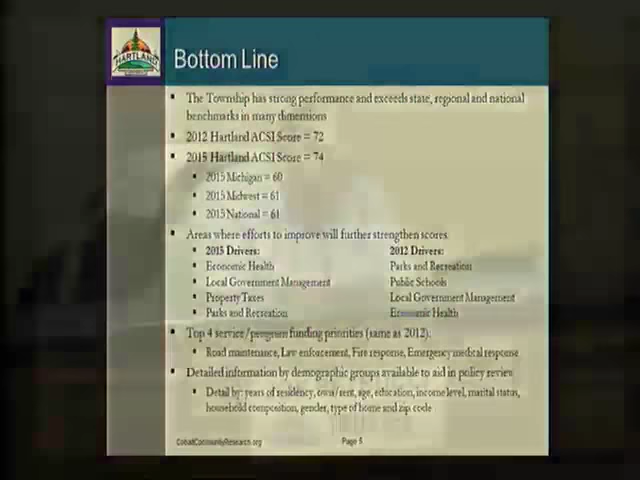 HARTLAND
Bottom Line
The Township has strong performance and exceeds state, regional and national
benchmarks in many dimensions
2012 Hartland ACSI Score = 72
2015 Hartland ACSI Score = 74
2015 Michigan = 60
2015 Midwest = 61
2015 National = 61
Areas where efforts to improve will further strengthen scores
2015 Drivers:
Economic Health
Local Government Management
Property Taxes
Parks and Recreation
2012 Drivers:
Parks and Recreation
Public Schools
Local Government Management
Economic Health
Top 4 service/program funding priorities (same as 2012):
Road maintenance, Law enforcement, Fire response, Emergency medical response
Detailed information by demographic groups available to aid in policy review
Detail by: years of residency, own/rent, age, education, income level, marital status,
household composition, gender, type of home and zip code
CobaltCommunityResearch.org
Page 5